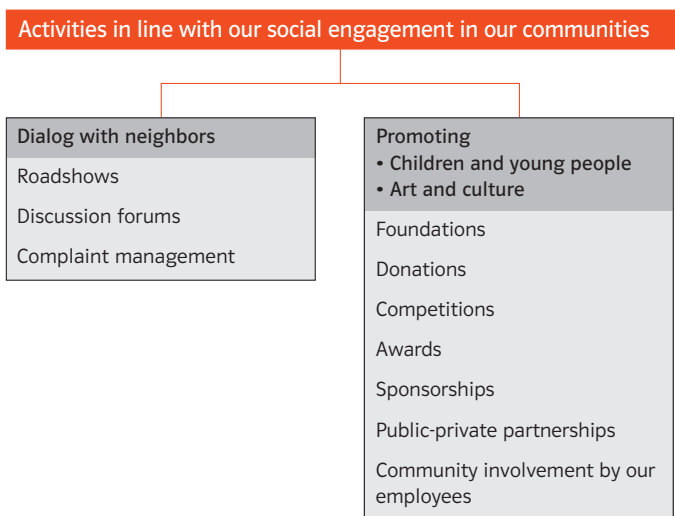 Activities in line with our social engagement in our communities
Dialog with neighbors
Roadshows
Discussion forums
Complaint management
Promoting
• Children and young people
• Art and culture
Foundations
Donations
Competitions
Awards
Sponsorships
Public-private partnerships
Community involvement by our
employees